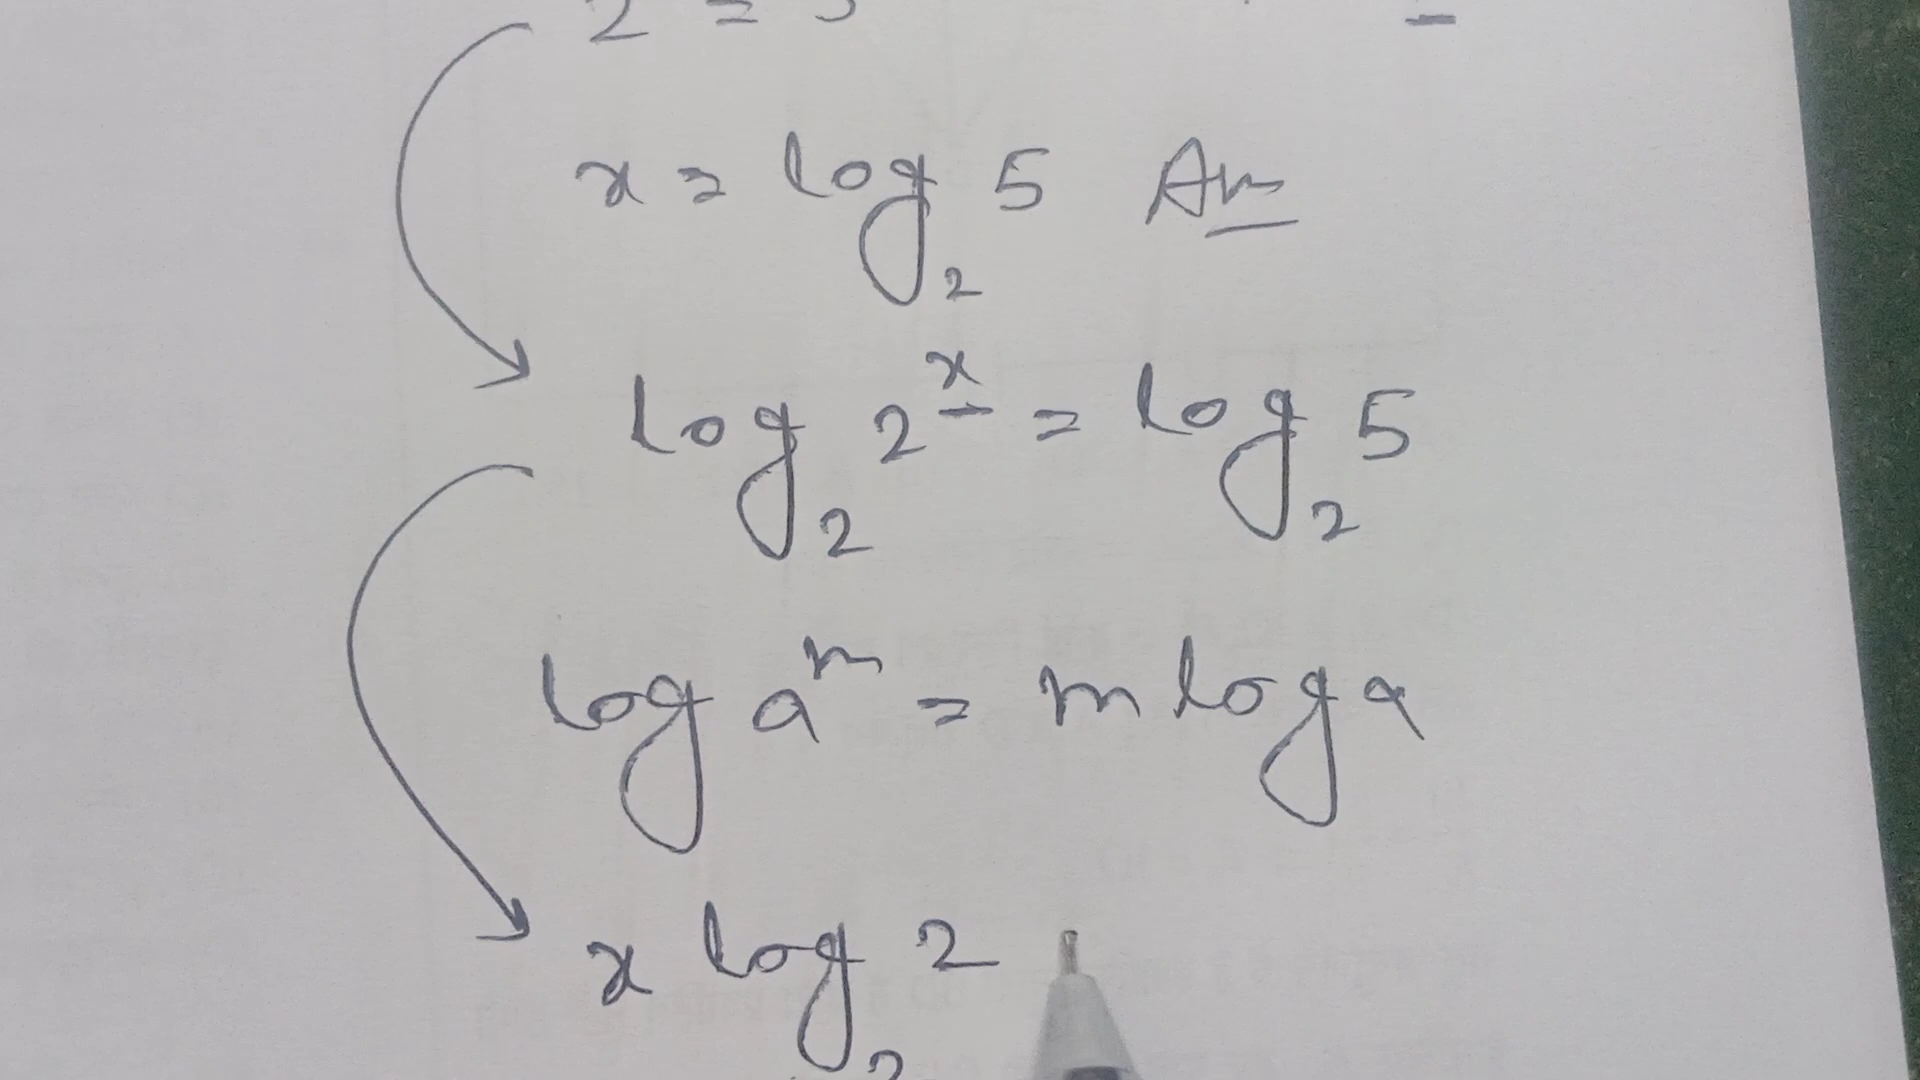 x = log₂ 5 Ans
log₂ 2ˣ = log₂ 5
log aᵐ = m log a
x log₂ 2